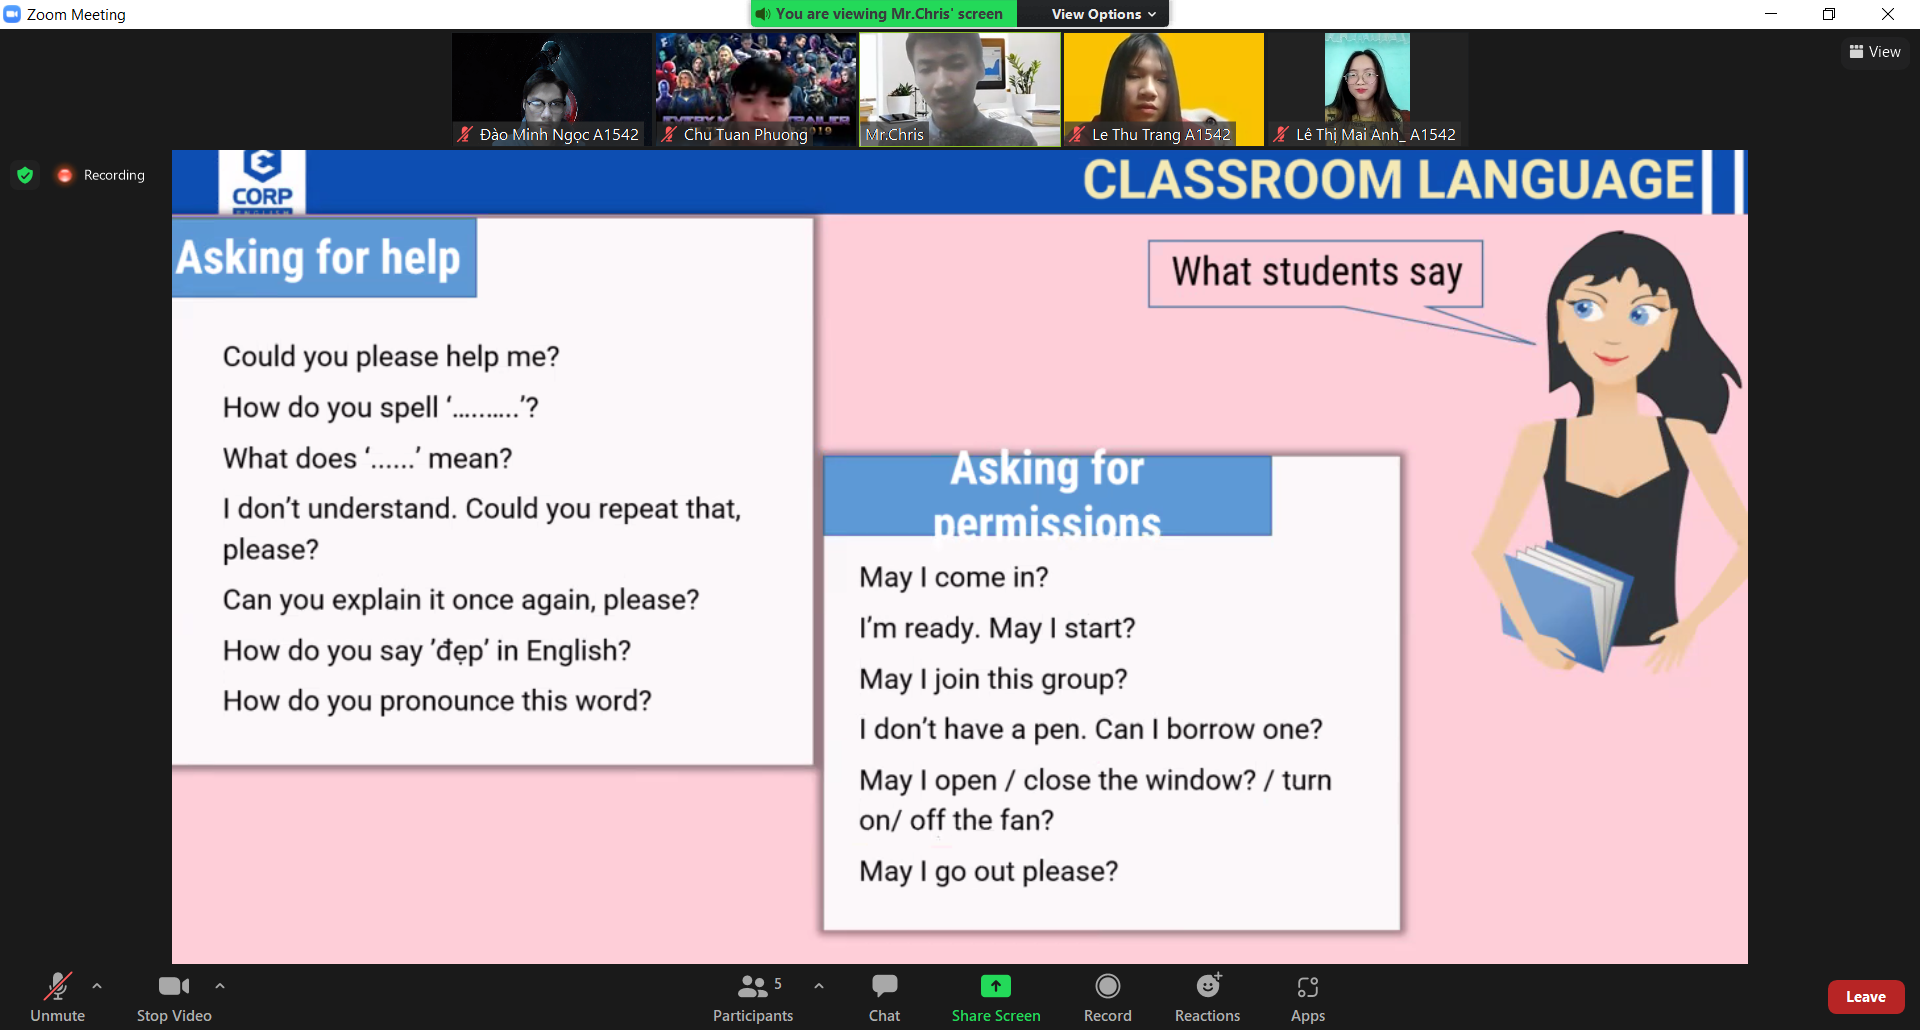 Zoom Meeting
You are viewing Mr.Chris' screen
View Options
View
Đào Minh Ngọc A1542
Chu Tuan Phuong
Mr.Chris
Le Thu Trang A1542
Lê Thị Mai Anh_ A1542
Recording
CORP
ENGLISH
CLASSROOM LANGUAGE
Asking for help
Could you please help me?
How do you spell ‘..........’?
What does ‘......’ mean?
I don’t understand. Could you repeat that,
please?
Can you explain it once again, please?
How do you say ’đẹp’ in English?
How do you pronounce this word?
What students say
Asking for
permissions
May I come in?
I’m ready. May I start?
May I join this group?
I don’t have a pen. Can I borrow one?
May I open / close the window? / turn
on/ off the fan?
May I go out please?
Unmute
Stop Video
Participants
5
Chat
Share Screen
Record
Reactions
Apps
Leave